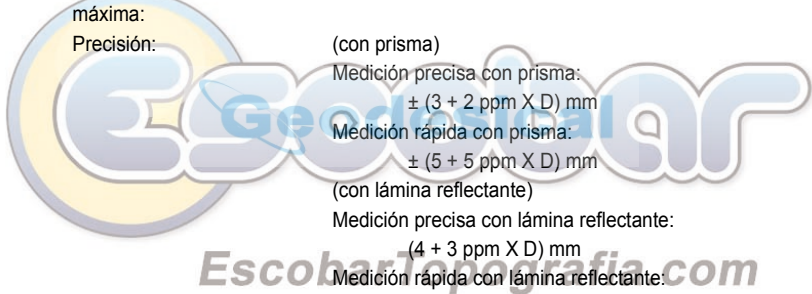 máxima:
Precisión: (con prisma)
Medición precisa con prisma:
± (3 + 2 ppm X D) mm
Medición rápida con prisma:
± (5 + 5 ppm X D) mm
(con lámina reflectante)
Medición precisa con lámina reflectante:
(4 + 3 ppm X D) mm
Medición rápida con lámina reflectante:
Escobar
Geodesical
EscobarTopografia.com